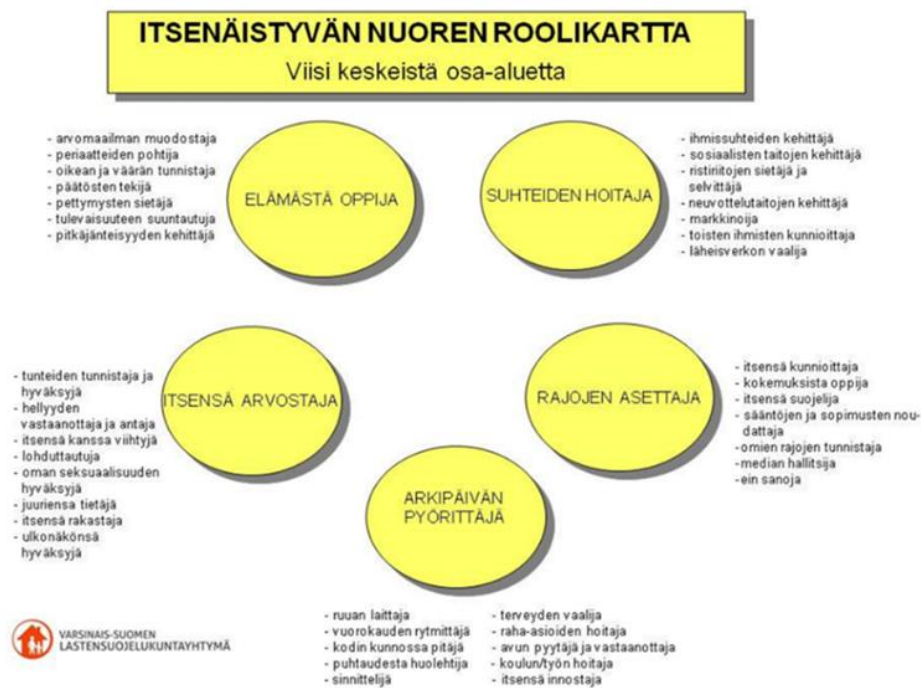 ITSENÄISTYVÄN NUOREN ROOLIKARTTA
Viisi keskeistä osa-aluetta
- arvomaailman muodostaja
- periaatteiden pohtija
- oikean ja väärän tunnistaja
- päätösten tekijä
- pettymysten sietäjä
- tulevaisuuteen suuntautuja
- pitkäjänteisyyden kehittäjä
ELÄMÄSTÄ OPPIJA
SUHTEIDEN HOITAJA
- ihmissuhteiden kehittäjä
- sosiaalisten taitojen kehittäjä
- ristiriitojen sietäjä ja
selvittäjä
- neuvottelutaitojen kehittäjä
- markkinoija
- toisten ihmisten kunnioittaja
- läheisverkon vaalija
- tunteiden tunnistaja ja
hyväksyjä
- hellyyden
vastaanottaja ja antaja
- itsensä kanssa viihtyjä
- lohduttautuja
- oman seksuaalisuuden
hyväksyjä
- juuriensa tietäjä
- itsensä rakastaja
- ulkonäkönsä
hyväksyjä
ITSENSÄ ARVOSTAJA
RAJOJEN ASETTAJA
- itsensä kunnioittaja
- kokemuksista oppija
- itsensä suojelija
- sääntöjen ja sopimusten nou-
dattaja
- omien rajojen tunnistaja
-median hallitsija
-ein sanoja
ARKIPÄIVÄN
PYÖRITTÄJÄ
- ruuan laittaja
- vuorokauden rytmittäjä
- kodin kunnossa pitäjä
- puhtaudesta huolehtija
- sinnittelijä
- terveyden vaalija
- raha-asioiden hoitaja
- avun pyytäjä ja vastaanottaja
- koulun/työn hoitaja
- itsensä innostaja
VARSINAIS-SUOMEN
LASTENSUOJELUKUNTAYHTYMÄ